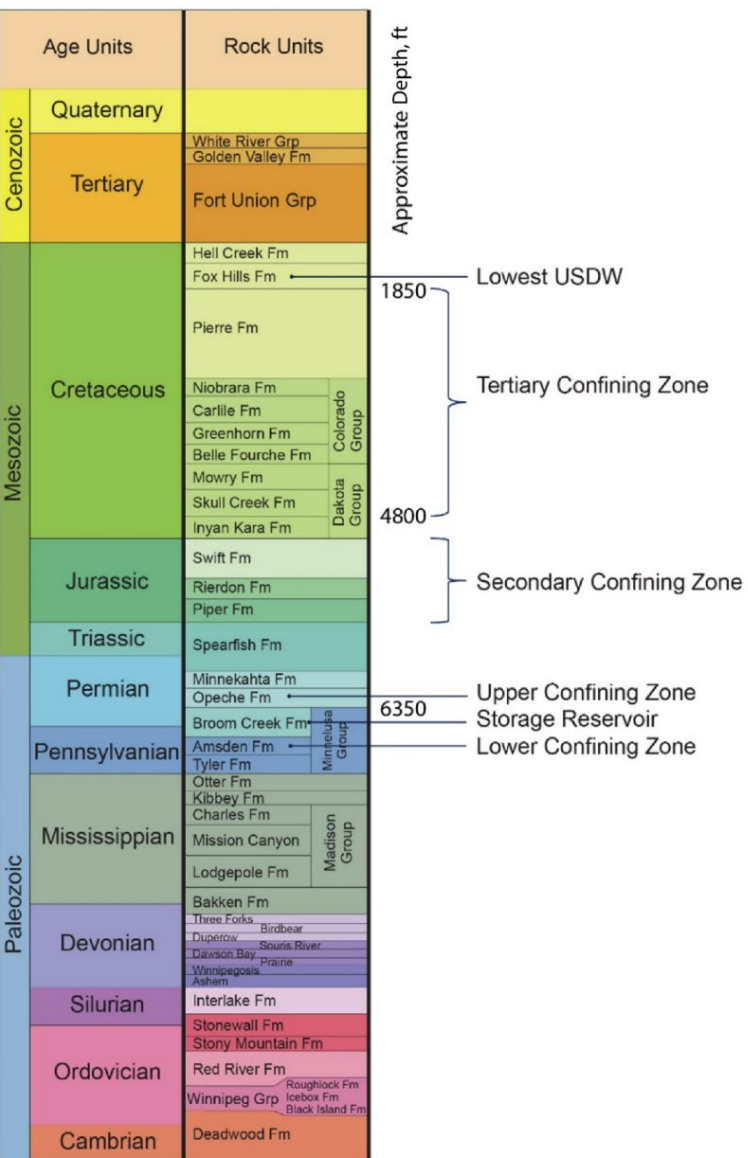 Age Units
Rock Units
Approximate Depth, ft
Cenozoic
Quaternary
Tertiary
White River Grp
Golden Valley Fm
Fort Union Grp
Mesozoic
Cretaceous
Hell Creek Fm
Fox Hills Fm
Lowest USDW
1850
Pierre Fm
Tertiary Confining Zone
Niobrara Fm
Carlile Fm
Greenhorn Fm
Belle Fourche Fm
Colorado
Group
Mowry Fm
Skull Creek Fm
Inyan Kara Fm
Dakota
Group
4800
Jurassic
Swift Fm
Rierdon Fm
Piper Fm
Secondary Confining Zone
Triassic
Spearfish Fm
Paleozoic
Permian
Minnekahta Fm
Opeche Fm
Upper Confining Zone
6350
Broom Creek Fm
Storage Reservoir
Pennsylvanian
Amsden Fm
Lower Confining Zone
Tyler Fm
Minnelusa
Group
Mississippian
Otter Fm
Kibbey Fm
Charles Fm
Mission Canyon
Lodgepole Fm
Madison
Group
Bakken Fm
Devonian
Three Forks
Birdbear
Duperow
Souris River
Dawson Bay
Prairie
Winnipegosis
Ashern
Silurian
Interlake Fm
Stonewall Fm
Ordovician
Stony Mountain Fm
Red River Fm
Winnipeg Grp
Roughlock Fm
Icebox Fm
Black Island Fm
Cambrian
Deadwood Fm